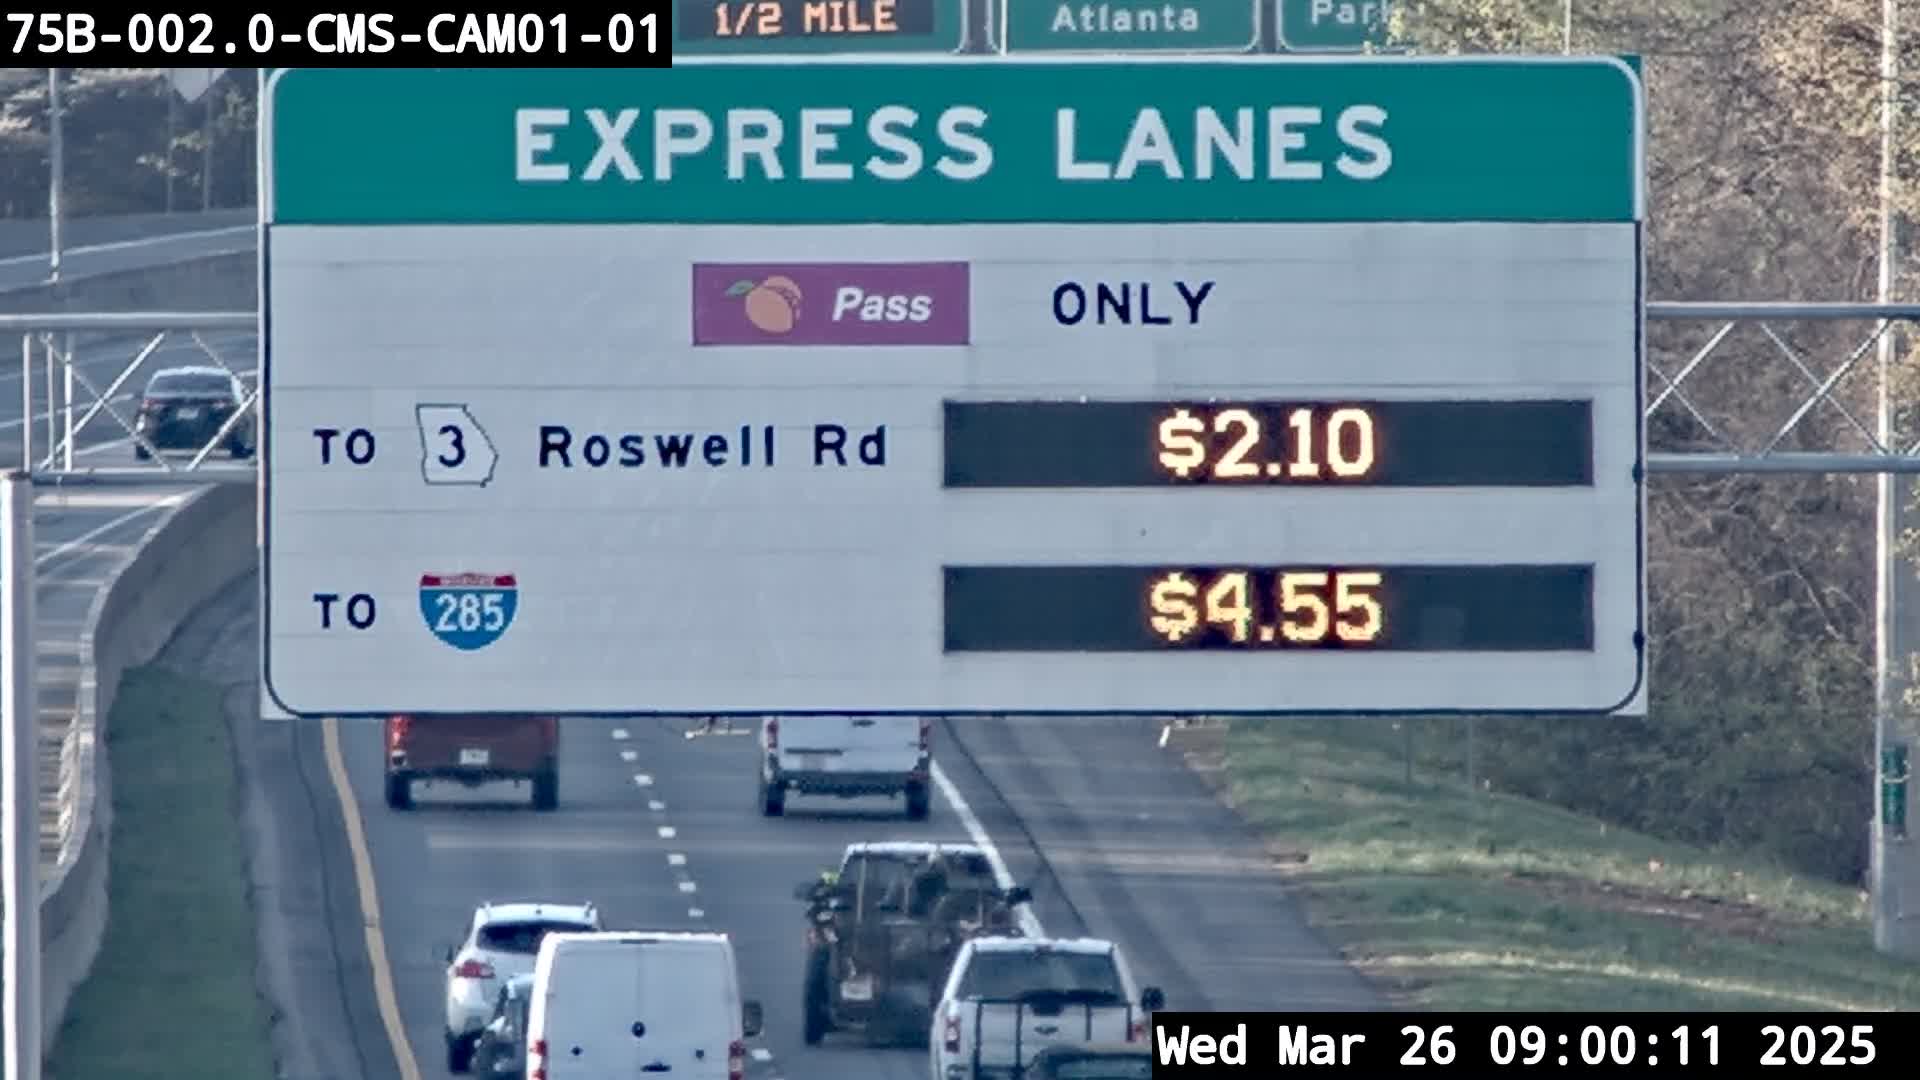 75B-002.0-CMS-CAM01-01
1/2 MILE
Atlanta
EXPRESS LANES
Pass ONLY
TO 3 Roswell Rd $2.10
TO 285 $4.55
Wed Mar 26 09:00:11 2025